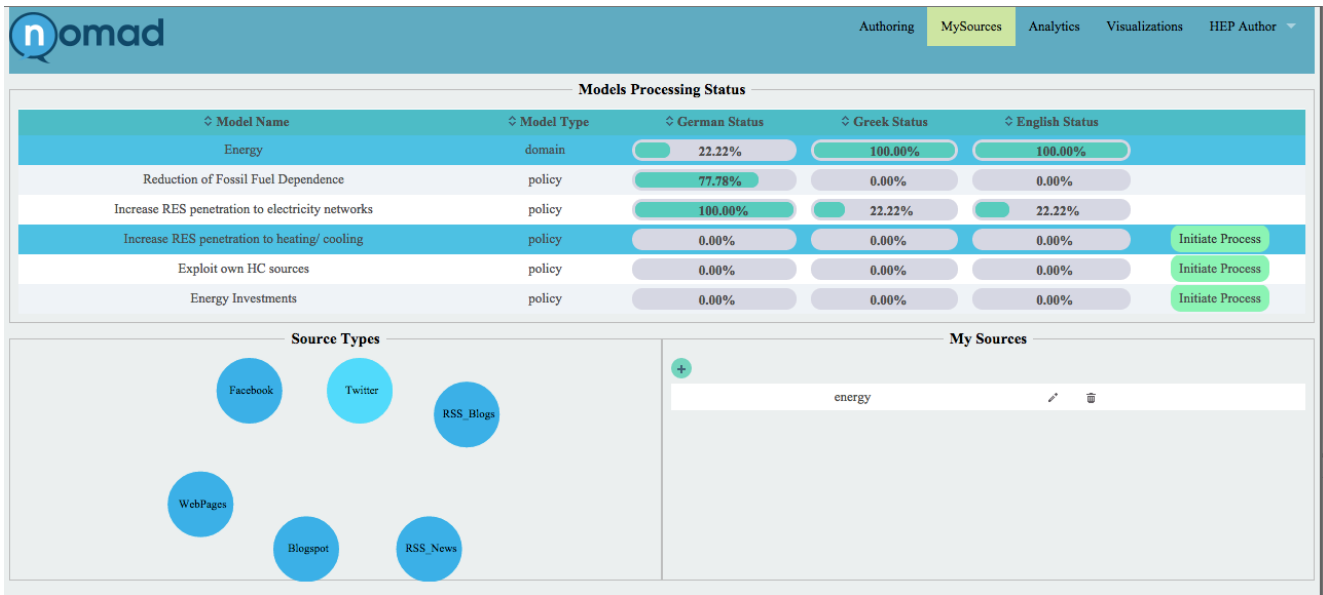 nomad
Authoring MySources Analytics Visualizations HEP Author
Models Processing Status
Model Name Model Type German Status Greek Status English Status
Energy domain 22.22% 100.00% 100.00%
Reduction of Fossil Fuel Dependence policy 77.78% 0.00% 0.00%
Increase RES penetration to electricity networks policy 100.00% 22.22% 22.22%
Increase RES penetration to heating/ cooling policy 0.00% 0.00% 0.00% Initiate Process
Exploit own HC sources policy 0.00% 0.00% 0.00% Initiate Process
Energy Investments policy 0.00% 0.00% 0.00% Initiate Process
Source Types
Facebook
Twitter
RSS_Blogs
WebPages
Blogspot
RSS_News
My Sources
+
energy